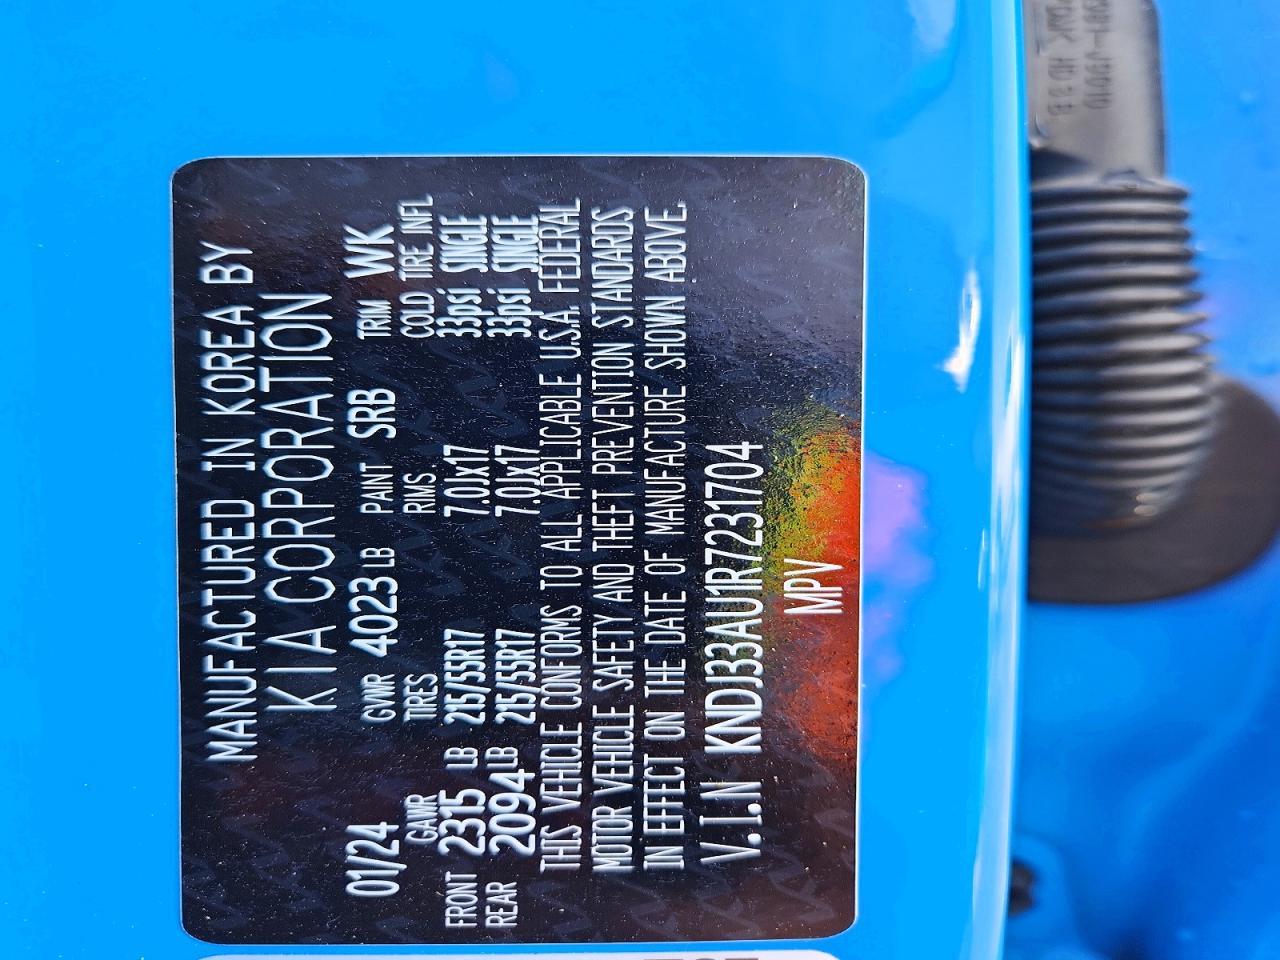 MANUFACTURED IN KOREA BY
KIA CORPORATION
01/24 GVWR 4023 LB PAINT SRB TRIM WK
GAWR TIRES RIMS COLD TIRE INFL
FRONT 2315 LB 215/55R17 7.0Jx17 33psi SINGLE
REAR 2094 LB 215/55R17 7.0Jx17 33psi SINGLE
THIS VEHICLE CONFORMS TO ALL APPLICABLE U.S.A. FEDERAL
MOTOR VEHICLE SAFETY AND THEFT PREVENTION STANDARDS
IN EFFECT ON THE DATE OF MANUFACTURE SHOWN ABOVE.
V.I.N KNDJ33AU1R7231704
MPV